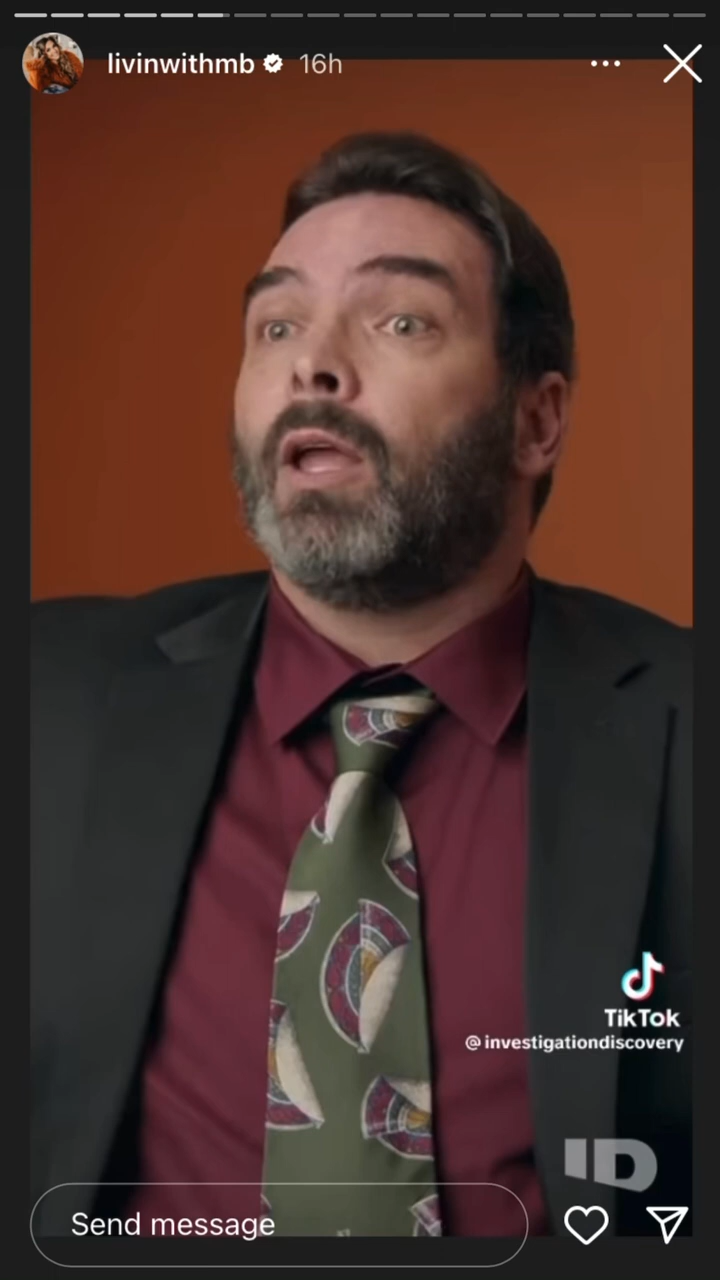 livinwithmb 16h
TikTok
@investigationdiscovery
ID
Send message